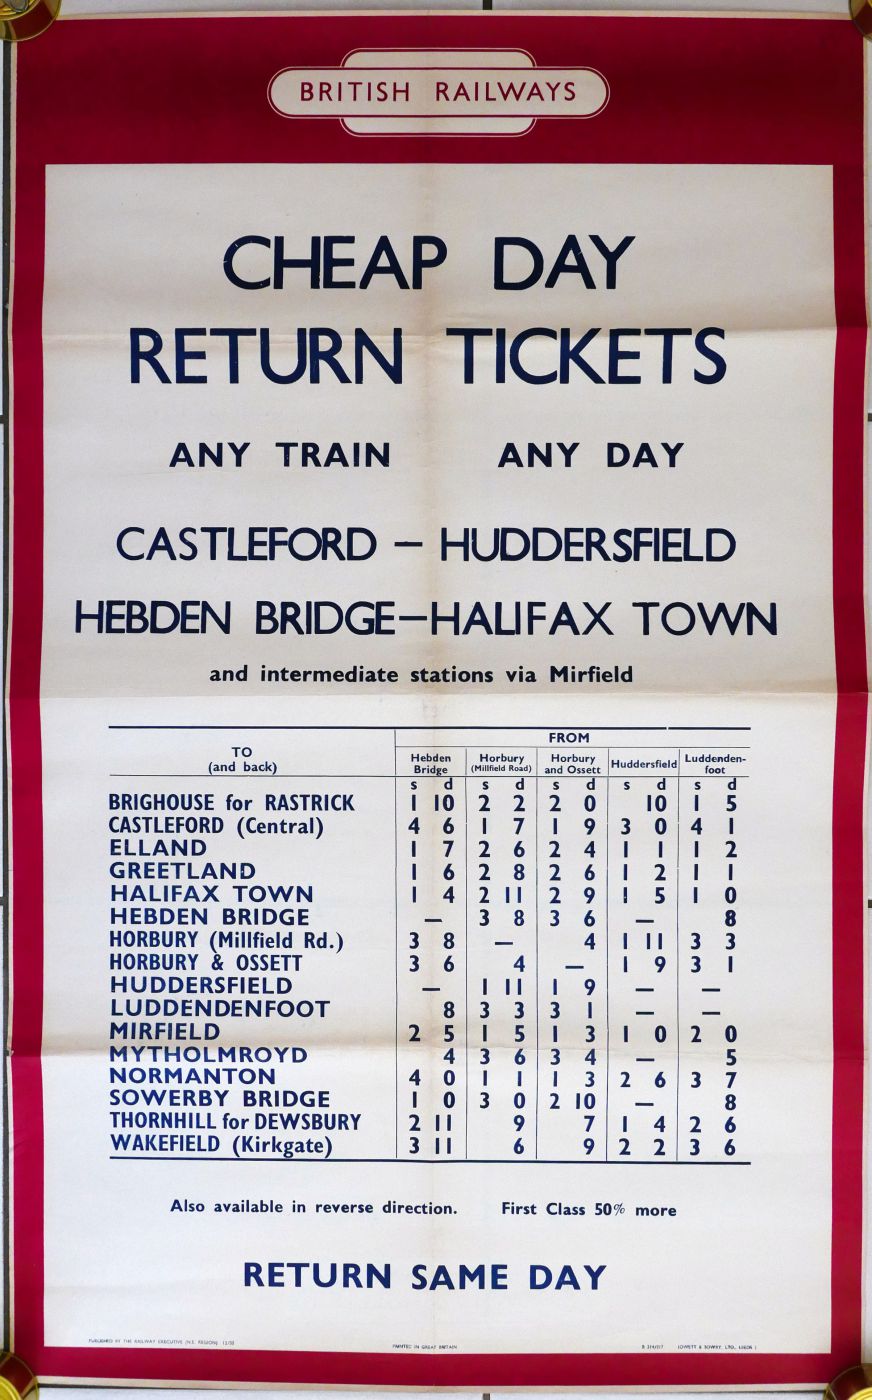 BRITISH RAILWAYS
CHEAP DAY
RETURN TICKETS
ANY TRAIN ANY DAY
CASTLEFORD – HUDDERSFIELD
HEBDEN BRIDGE–HALIFAX TOWN
and intermediate stations via Mirfield
TO (and back) FROM
Hebden Bridge Horbury (Millfield Road) Horbury and Ossett Huddersfield Luddenden-foot
s d s d s d s d s d
BRIGHOUSE for RASTRICK 1 10 2 2 2 0 10 1 5
CASTLEFORD (Central) 4 6 1 7 1 9 3 0 4 1
ELLAND 1 7 2 6 2 4 1 1 1 2
GREETLAND 1 6 2 8 2 6 1 2 1 1
HALIFAX TOWN 1 4 2 11 2 9 1 5 1 0
HEBDEN BRIDGE — 3 8 3 6 — 8
HORBURY (Millfield Rd.) 3 8 — 4 1 11 3 3
HORBURY & OSSETT 3 6 4 — 1 9 3 1
HUDDERSFIELD — 1 11 1 9 — —
LUDDENDENFOOT 8 3 3 3 1 — —
MIRFIELD 2 5 1 5 1 3 1 0 2 0
MYTHOLMROYD 4 3 6 3 4 — 5
NORMANTON 4 0 1 1 1 3 2 6 3 7
SOWERBY BRIDGE 1 0 3 0 2 10 — 8
THORNHILL for DEWSBURY 2 11 9 7 1 4 2 6
WAKEFIELD (Kirkgate) 3 11 6 9 2 2 3 6
Also available in reverse direction. First Class 50% more
RETURN SAME DAY
PUBLISHED BY THE RAILWAY EXECUTIVE (N.E. REGION) PRINTED IN GREAT BRITAIN LTD., LEEDS